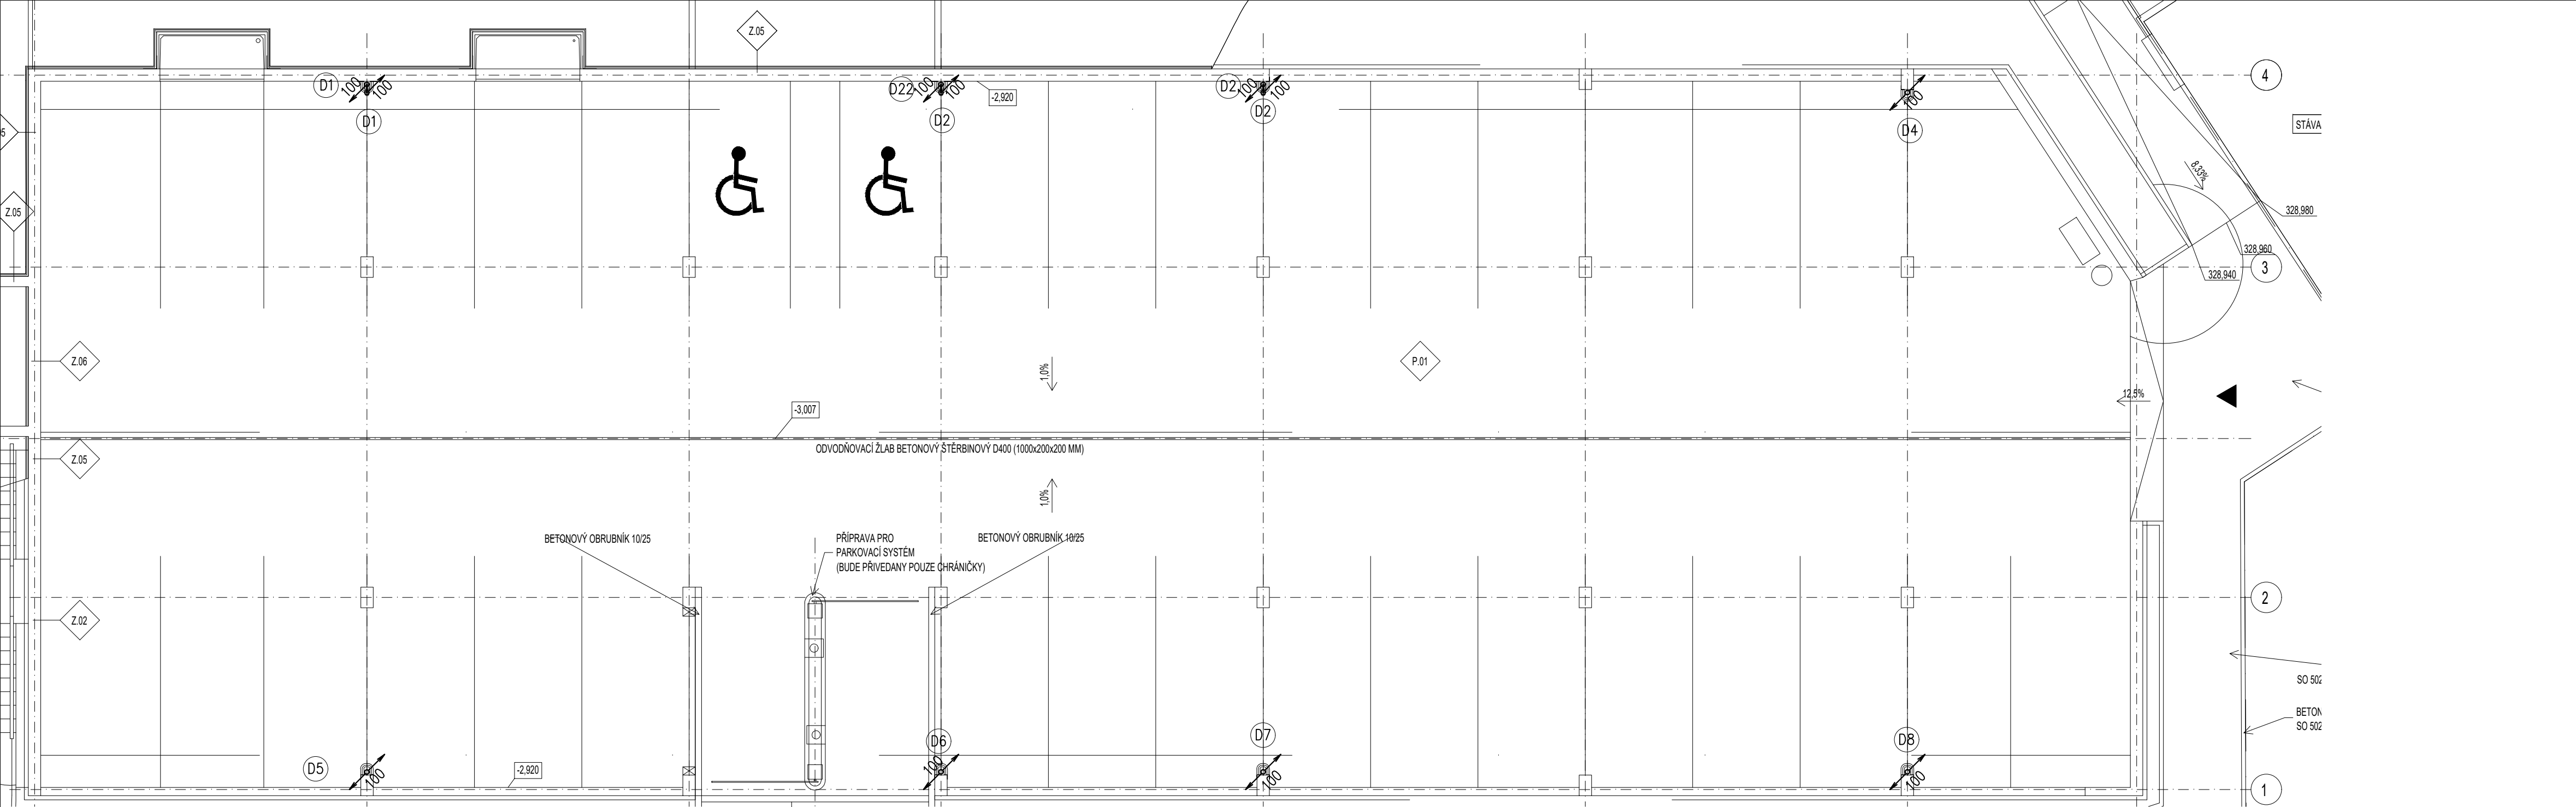 Z.05
D1
100
100
D1
D22
100
100
D2
-2,920
D2,
100
100
D2
100
D4
4
STÁVA
8,33%
Z.05
328,980
328,960
328,940
3
Z.06
1,0%
P.01
12,5%
-3,007
ODVODŇOVACÍ ŽLAB BETONOVÝ ŠTĚRBINOVÝ D400 (1000x200x200 MM)
Z.05
1,0%
BETONOVÝ OBRUBNÍK 10/25
PŘÍPRAVA PRO
PARKOVACÍ SYSTÉM
(BUDE PŘIVEDANY POUZE CHRÁNIČKY)
BETONOVÝ OBRUBNÍK 10/25
2
Z.02
SO 502
BETON
SO 502
D5
100
-2,920
D6
100
D7
100
D8
100
1